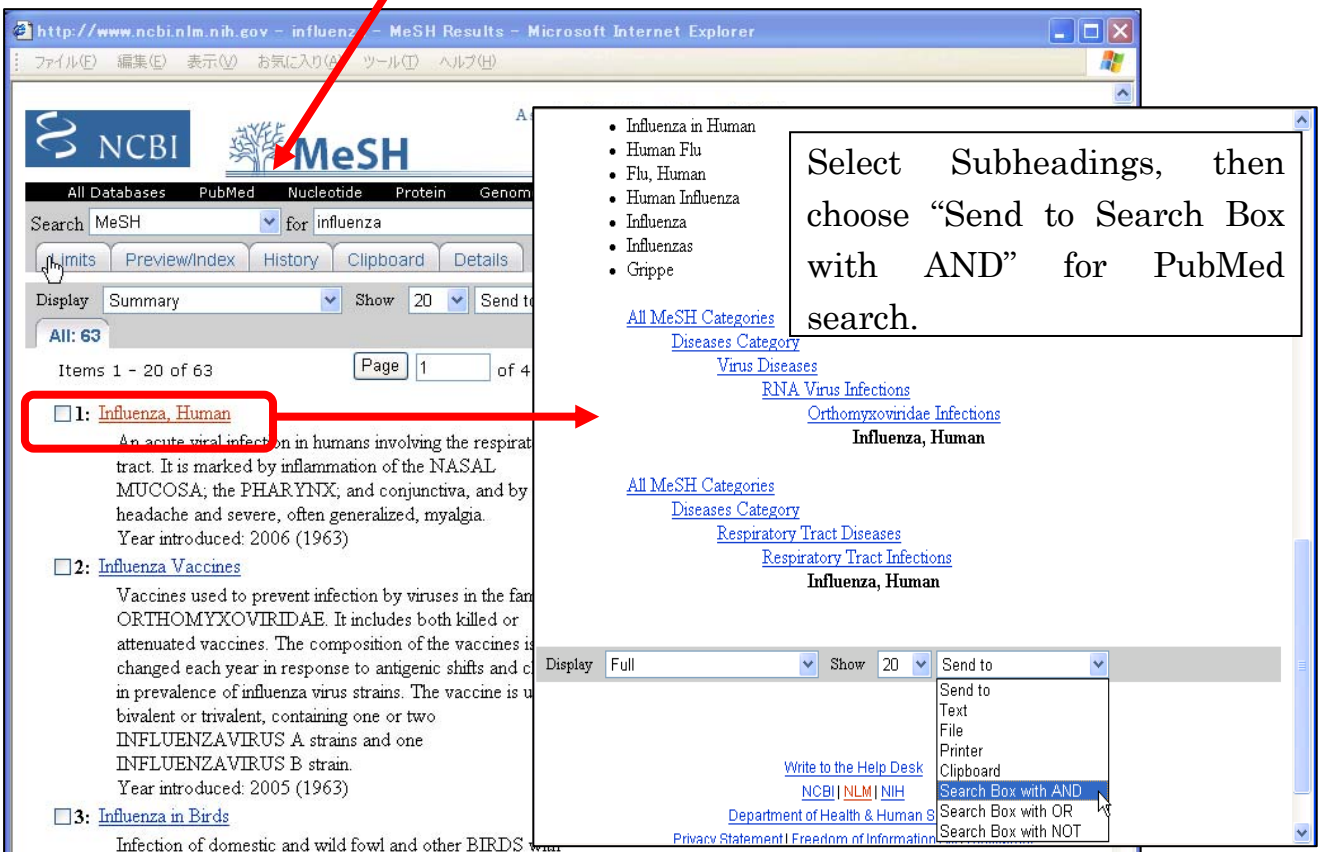 http://www.ncbi.nlm.nih.gov - influenza - MeSH Results - Microsoft Internet Explorer
ファイル(F) 編集(E) 表示(V) お気に入り(A) ツール(T) ヘルプ(H)
NCBI
MeSH
All Databases PubMed Nucleotide Protein Genom
Search MeSH for influenza
Limits Preview/Index History Clipboard Details
Display Summary Show 20 Send to
All: 63
Items 1 - 20 of 63 Page 1 of 4
1: Influenza, Human
An acute viral infection in humans involving the respirat
tract. It is marked by inflammation of the NASAL
MUCOSA; the PHARYNX; and conjunctiva, and by
headache and severe, often generalized, myalgia.
Year introduced: 2006 (1963)
2: Influenza Vaccines
Vaccines used to prevent infection by viruses in the fam
ORTHOMYXOVIRIDAE. It includes both killed or
attenuated vaccines. The composition of the vaccines is
changed each year in response to antigenic shifts and c
in prevalence of influenza virus strains. The vaccine is u
bivalent or trivalent, containing one or two
INFLUENZAVIRUS A strains and one
INFLUENZAVIRUS B strain.
Year introduced: 2005 (1963)
3: Influenza in Birds
Infection of domestic and wild fowl and other BIRDS with
• Influenza in Human
• Human Flu
• Flu, Human
• Human Influenza
• Influenza
• Influenzas
• Grippe
Select Subheadings, then
choose “Send to Search Box
with AND” for PubMed
search.
All MeSH Categories
Diseases Category
Virus Diseases
RNA Virus Infections
Orthomyxoviridae Infections
Influenza, Human
All MeSH Categories
Diseases Category
Respiratory Tract Diseases
Respiratory Tract Infections
Influenza, Human
Display Full Show 20 Send to
Send to
Text
File
Printer
Clipboard
Search Box with AND
Search Box with OR
Search Box with NOT
Write to the Help Desk
NCBI | NLM | NIH
Department of Health & Human S
Privacy Statement | Freedom of Information